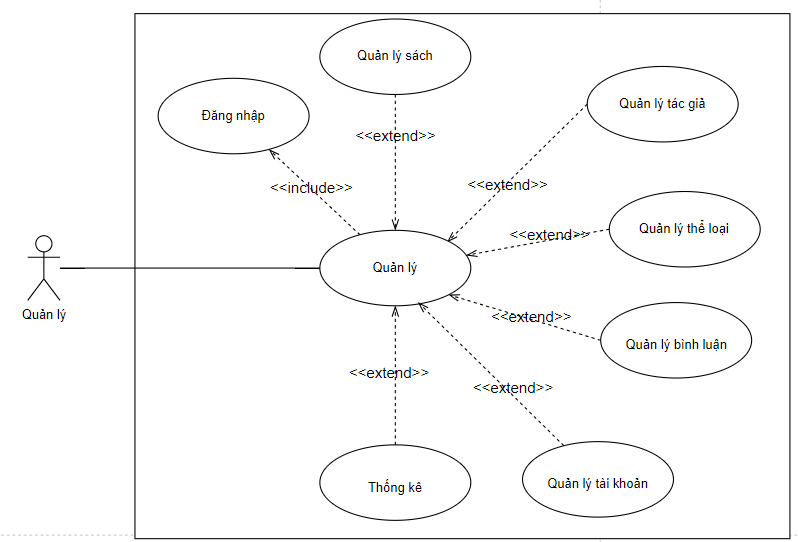 Quản lý sách
Đăng nhập
<<extend>>
Quản lý tác giả
<<include>>
<<extend>>
Quản lý thể loại
<<extend>>
Quản lý
Quản lý
<<extend>>
Quản lý bình luận
<<extend>>
<<extend>>
Thống kê
Quản lý tài khoản